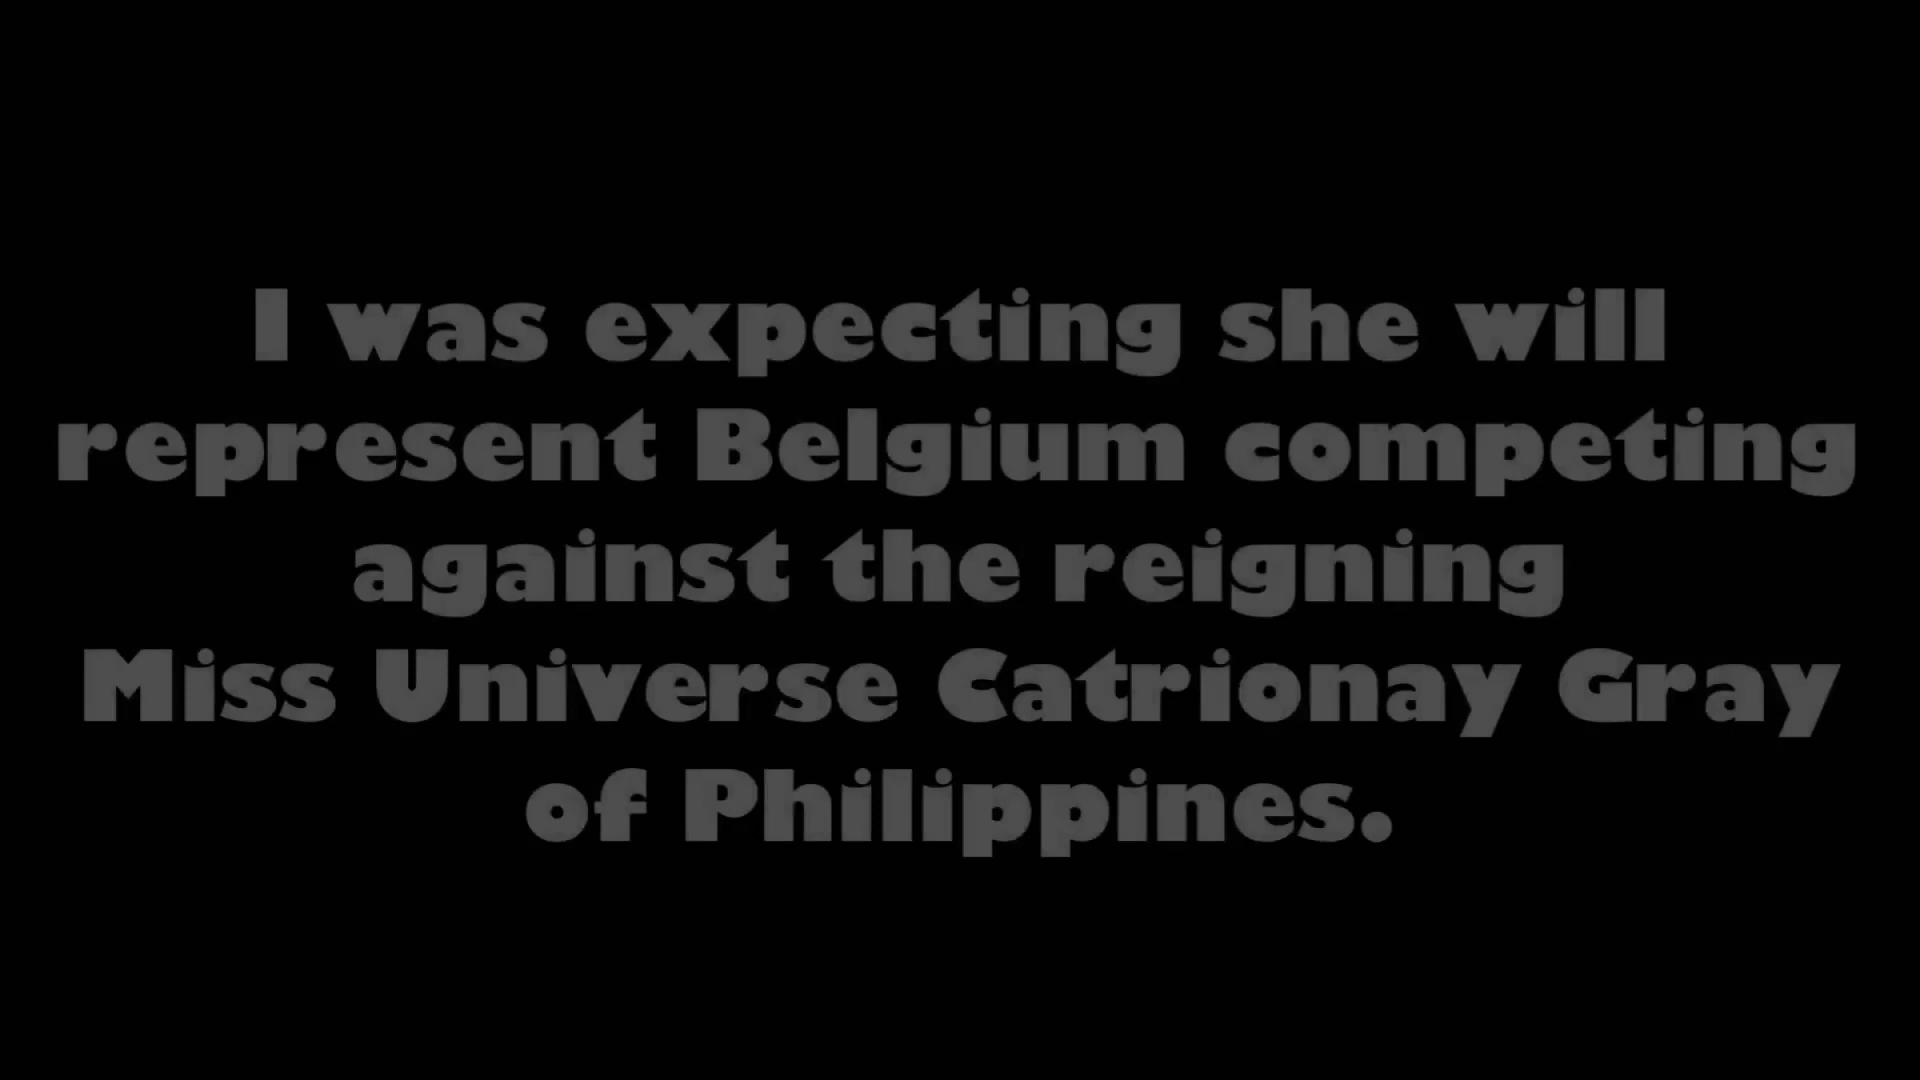 I was expecting she will
represent Belgium competing
against the reigning
Miss Universe Catrionay Gray
of Philippines.